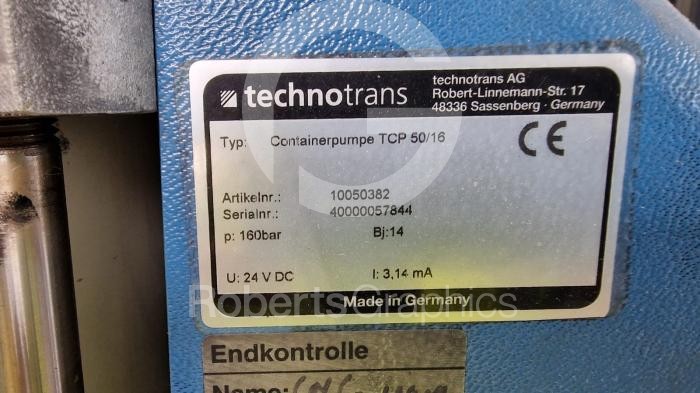 technotrans
technotrans AG
Robert-Linnemann-Str. 17
48336 Sassenberg · Germany
Typ: Containerpumpe TCP 50/16
CE
Artikelnr.: 10050382
Serialnr.: 40000057844
p: 160bar Bj:14
U: 24 V DC I: 3,14 mA
RobertsGraphics
Made in Germany
Endkontrolle
Name: